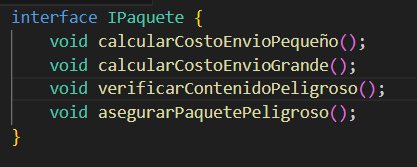 interface IPaquete {
    void calcularCostoEnvioPequeño();
    void calcularCostoEnvioGrande();
    void verificarContenidoPeligroso();
    void asegurarPaquetePeligroso();
}